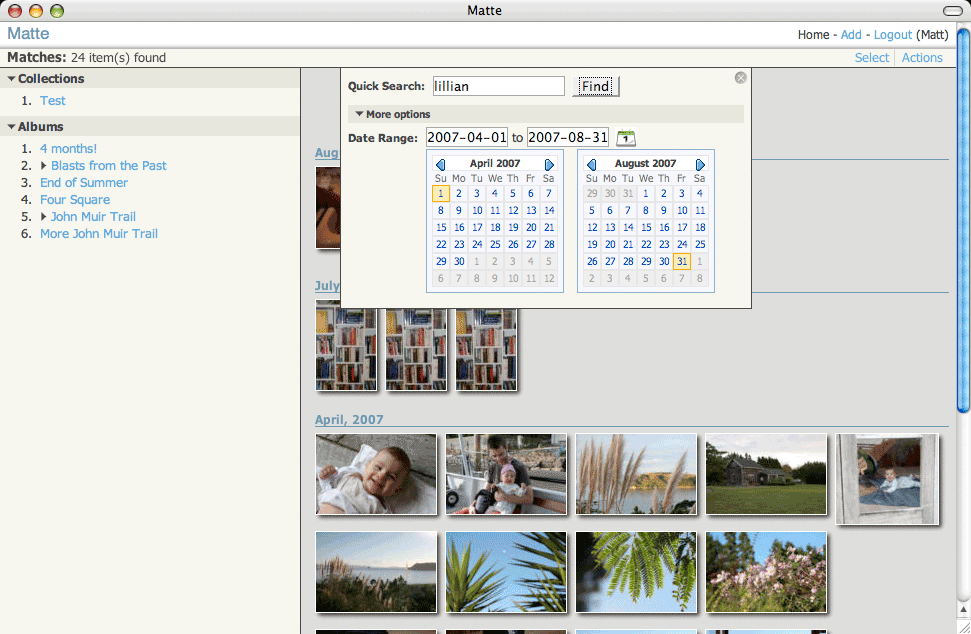 Matte
Matte
Home - Add - Logout (Matt)
Matches: 24 item(s) found
Select
Actions
Collections
1. Test
Albums
1. 4 months!
2. Blasts from the Past
3. End of Summer
4. Four Square
5. John Muir Trail
6. More John Muir Trail
Quick Search: lillian Find
More options
Date Range: 2007-04-01 to 2007-08-31 1
April 2007
Su Mo Tu We Th Fr Sa
1 2 3 4 5 6 7
8 9 10 11 12 13 14
15 16 17 18 19 20 21
22 23 24 25 26 27 28
29 30 1 2 3 4 5
6 7 8 9 10 11 12
August 2007
Su Mo Tu We Th Fr Sa
29 30 31 1 2 3 4
5 6 7 8 9 10 11
12 13 14 15 16 17 18
19 20 21 22 23 24 25
26 27 28 29 30 31 1
2 3 4 5 6 7 8
Aug
July
April, 2007